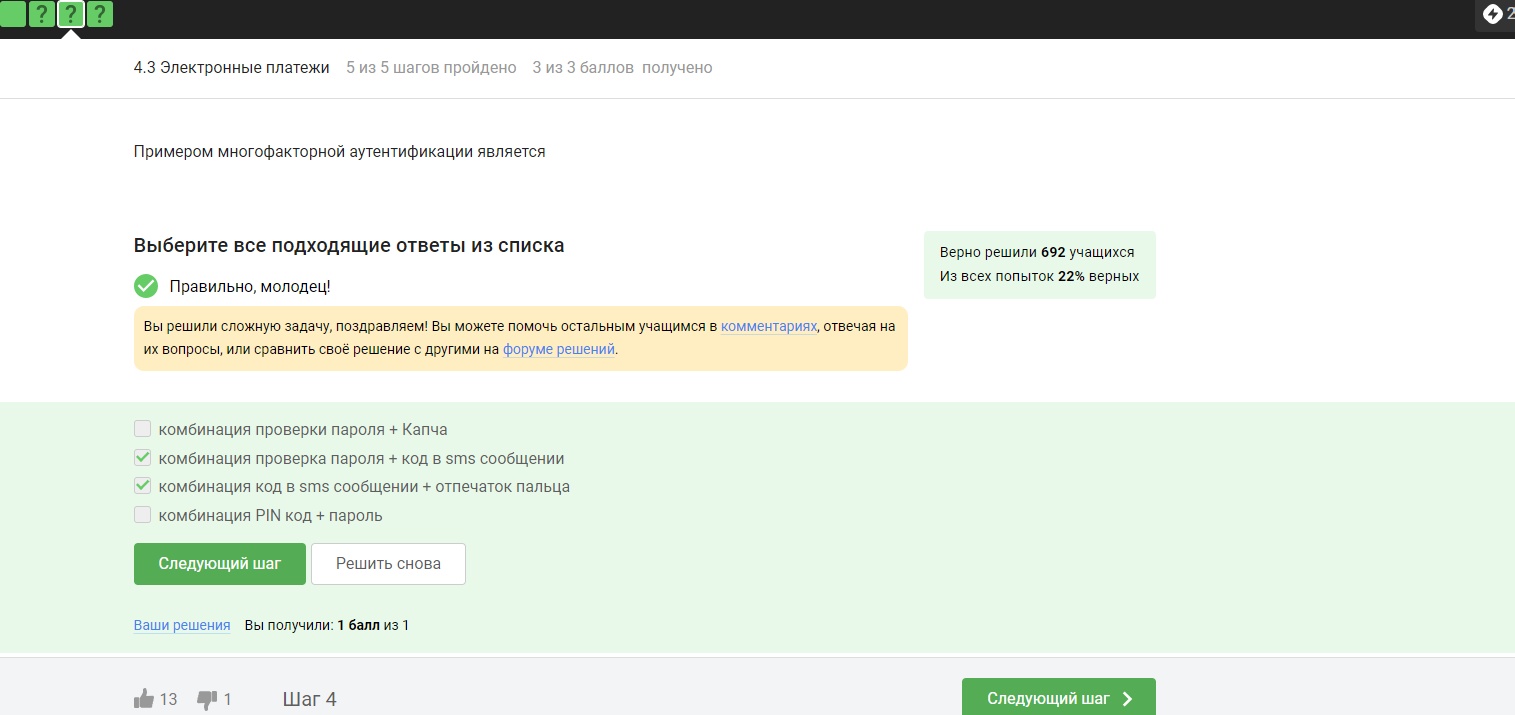 ? ? ?
2
4.3 Электронные платежи 5 из 5 шагов пройдено 3 из 3 баллов получено
Примером многофакторной аутентификации является
Выберите все подходящие ответы из списка
Верно решили 692 учащихся
Из всех попыток 22% верных
Правильно, молодец!
Вы решили сложную задачу, поздравляем! Вы можете помочь остальным учащимся в комментариях, отвечая на
их вопросы, или сравнить своё решение с другими на форуме решений.
комбинация проверки пароля + Капча
комбинация проверка пароля + код в sms сообщении
комбинация код в sms сообщении + отпечаток пальца
комбинация PIN код + пароль
Следующий шаг Решить снова
Ваши решения Вы получили: 1 балл из 1
13 1 Шаг 4 Следующий шаг